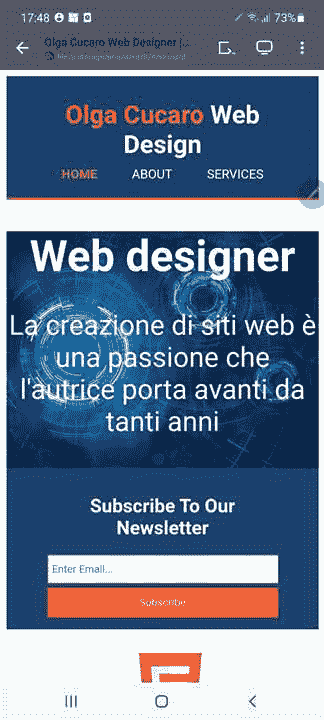 17:48
73%
Olga Cucaro Web Designer |...
Olga Cucaro Web
Design
HOME ABOUT SERVICES
Web designer
La creazione di siti web è
una passione che
l'autrice porta avanti da
tanti anni
Subscribe To Our
Newsletter
Enter Email...
Subscribe